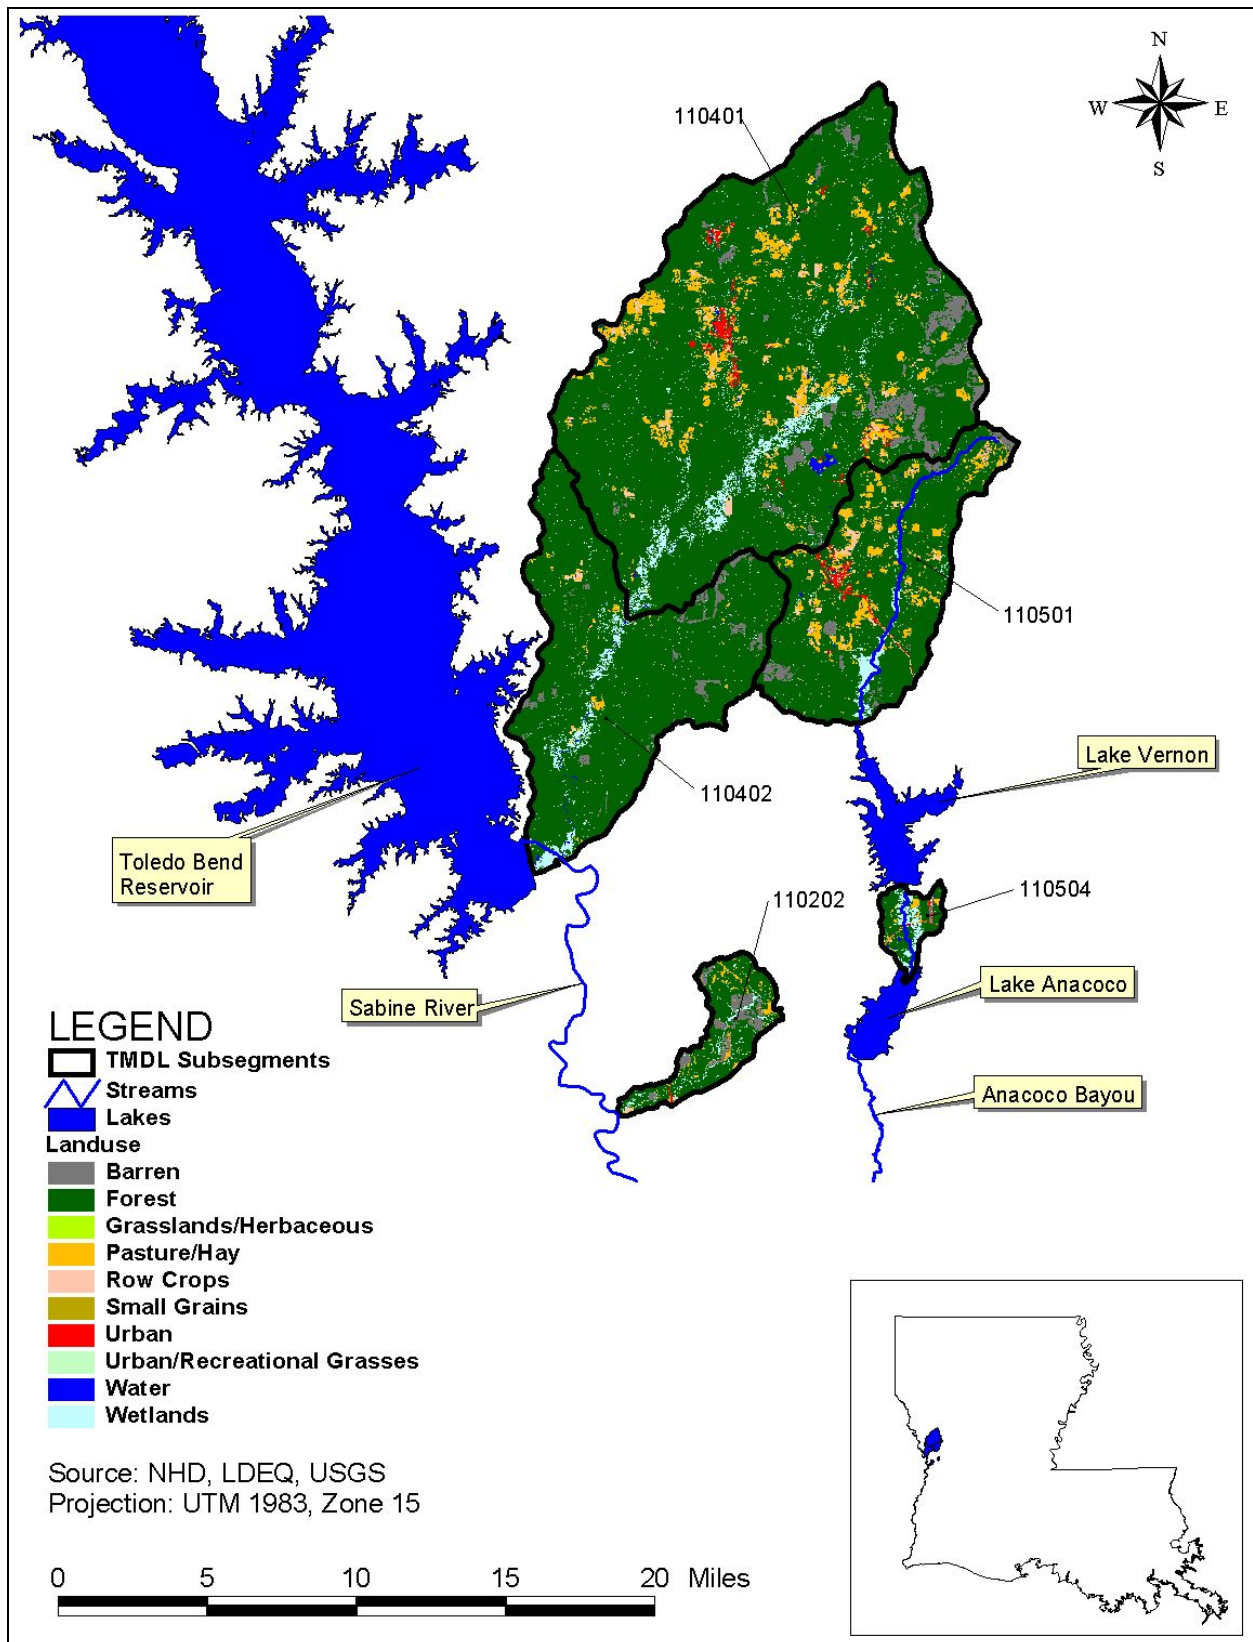 N
W E
S
110401
110501
Lake Vernon
110402
Toledo Bend
Reservoir
110504
110202
Lake Anacoco
Sabine River
Anacoco Bayou
LEGEND
TMDL Subsegments
Streams
Lakes
Landuse
Barren
Forest
Grasslands/Herbaceous
Pasture/Hay
Row Crops
Small Grains
Urban
Urban/Recreational Grasses
Water
Wetlands
Source: NHD, LDEQ, USGS
Projection: UTM 1983, Zone 15
0 5 10 15 20 Miles